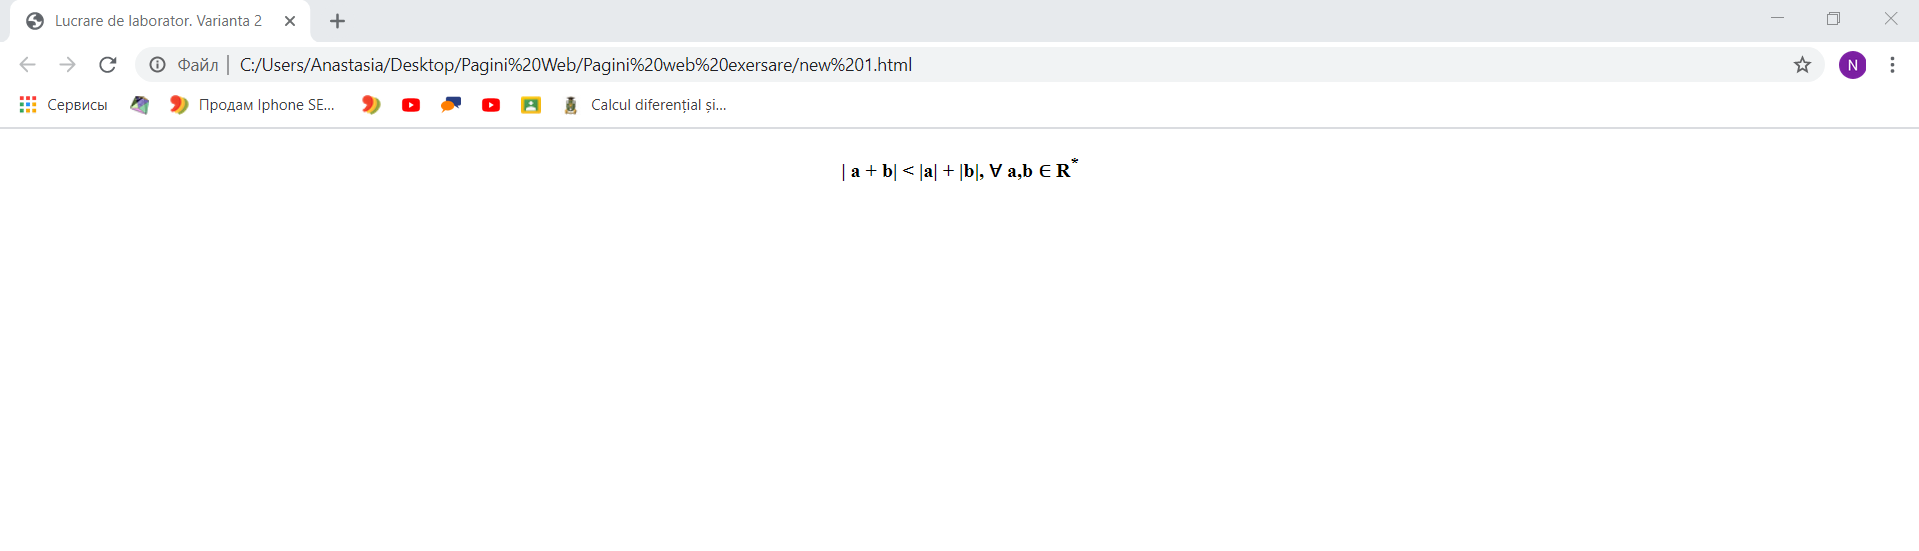 Lucrare de laborator. Varianta 2
Файл | C:/Users/Anastasia/Desktop/Pagini%20Web/Pagini%20web%20exersare/new%201.html
N
Сервисы Продам Iphone SE... Calcul diferențial și...
| a + b| < |a| + |b|, ∀ a,b ∈ R*